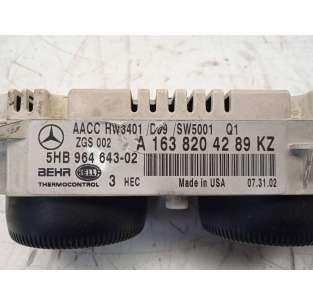 AACC HW3401 /D09 /SW5001 Q1
ZGS 002 A 163 820 42 89 KZ
5HB 964 643-02
BEHR HELLA
THERMOCONTROL 3 HEC Made in USA 07.31.02